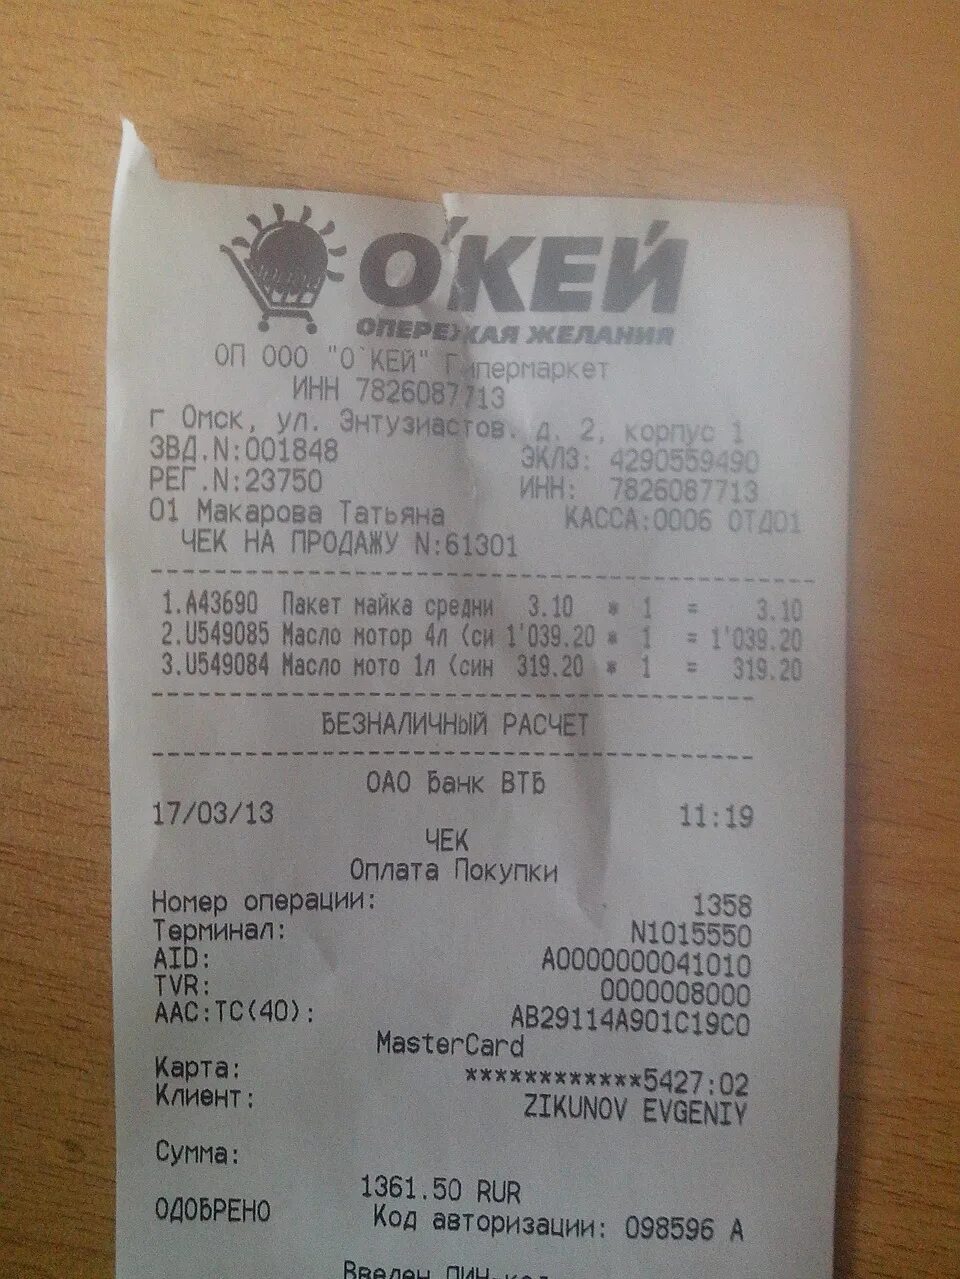 О'КЕЙ
ОПЕРЕЖАЯ ЖЕЛАНИЯ
ОП ООО "О`КЕЙ" Гипермаркет
ИНН 7826087713
г Омск, ул. Энтузиастов. д. 2, корпус 1
ЗВД.N:001848 ЭКЛЗ: 4290559490
РЕГ.N:23750 ИНН: 7826087713
01 Макарова Татьяна КАССА:0006 ОТД01
ЧЕК НА ПРОДАЖУ N:61301
1.A43690 Пакет майка средни 3.10 * 1 = 3.10
2.U549085 Масло мотор 4л (си 1'039.20 * 1 = 1'039.20
3.U549084 Масло мото 1л (син 319.20 * 1 = 319.20
БЕЗНАЛИЧНЫЙ РАСЧЕТ
ОАО Банк ВТБ
17/03/13 11:19
ЧЕК
Оплата Покупки
Номер операции: 1358
Терминал: N1015550
AID: A0000000041010
TVR: 0000008000
AAC:TC(40): AB29114A901C19C0
MasterCard
Карта: ************5427:02
Клиент: ZIKUNOV EVGENIY
Сумма:
1361.50 RUR
ОДОБРЕНО Код авторизации: 098596 A
Введен ПИН-код